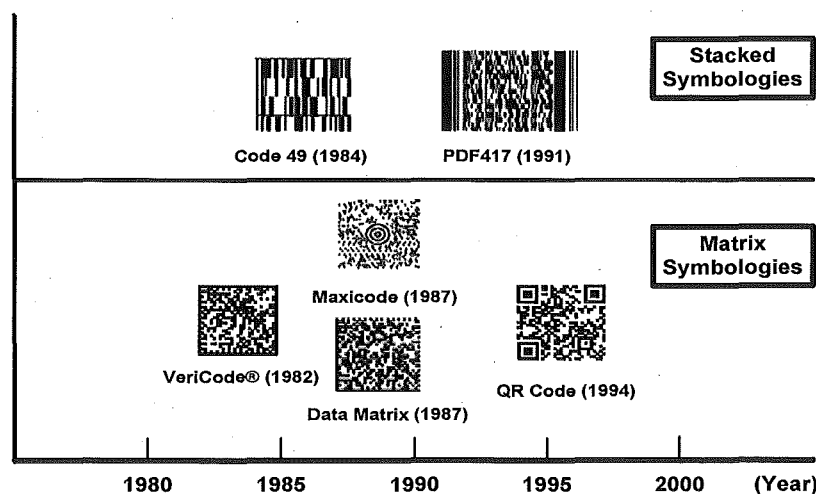 Stacked
Symbologies
Code 49 (1984)
PDF417 (1991)
Matrix
Symbologies
Maxicode (1987)
VeriCode® (1982)
Data Matrix (1987)
QR Code (1994)
1980 1985 1990 1995 2000 (Year)